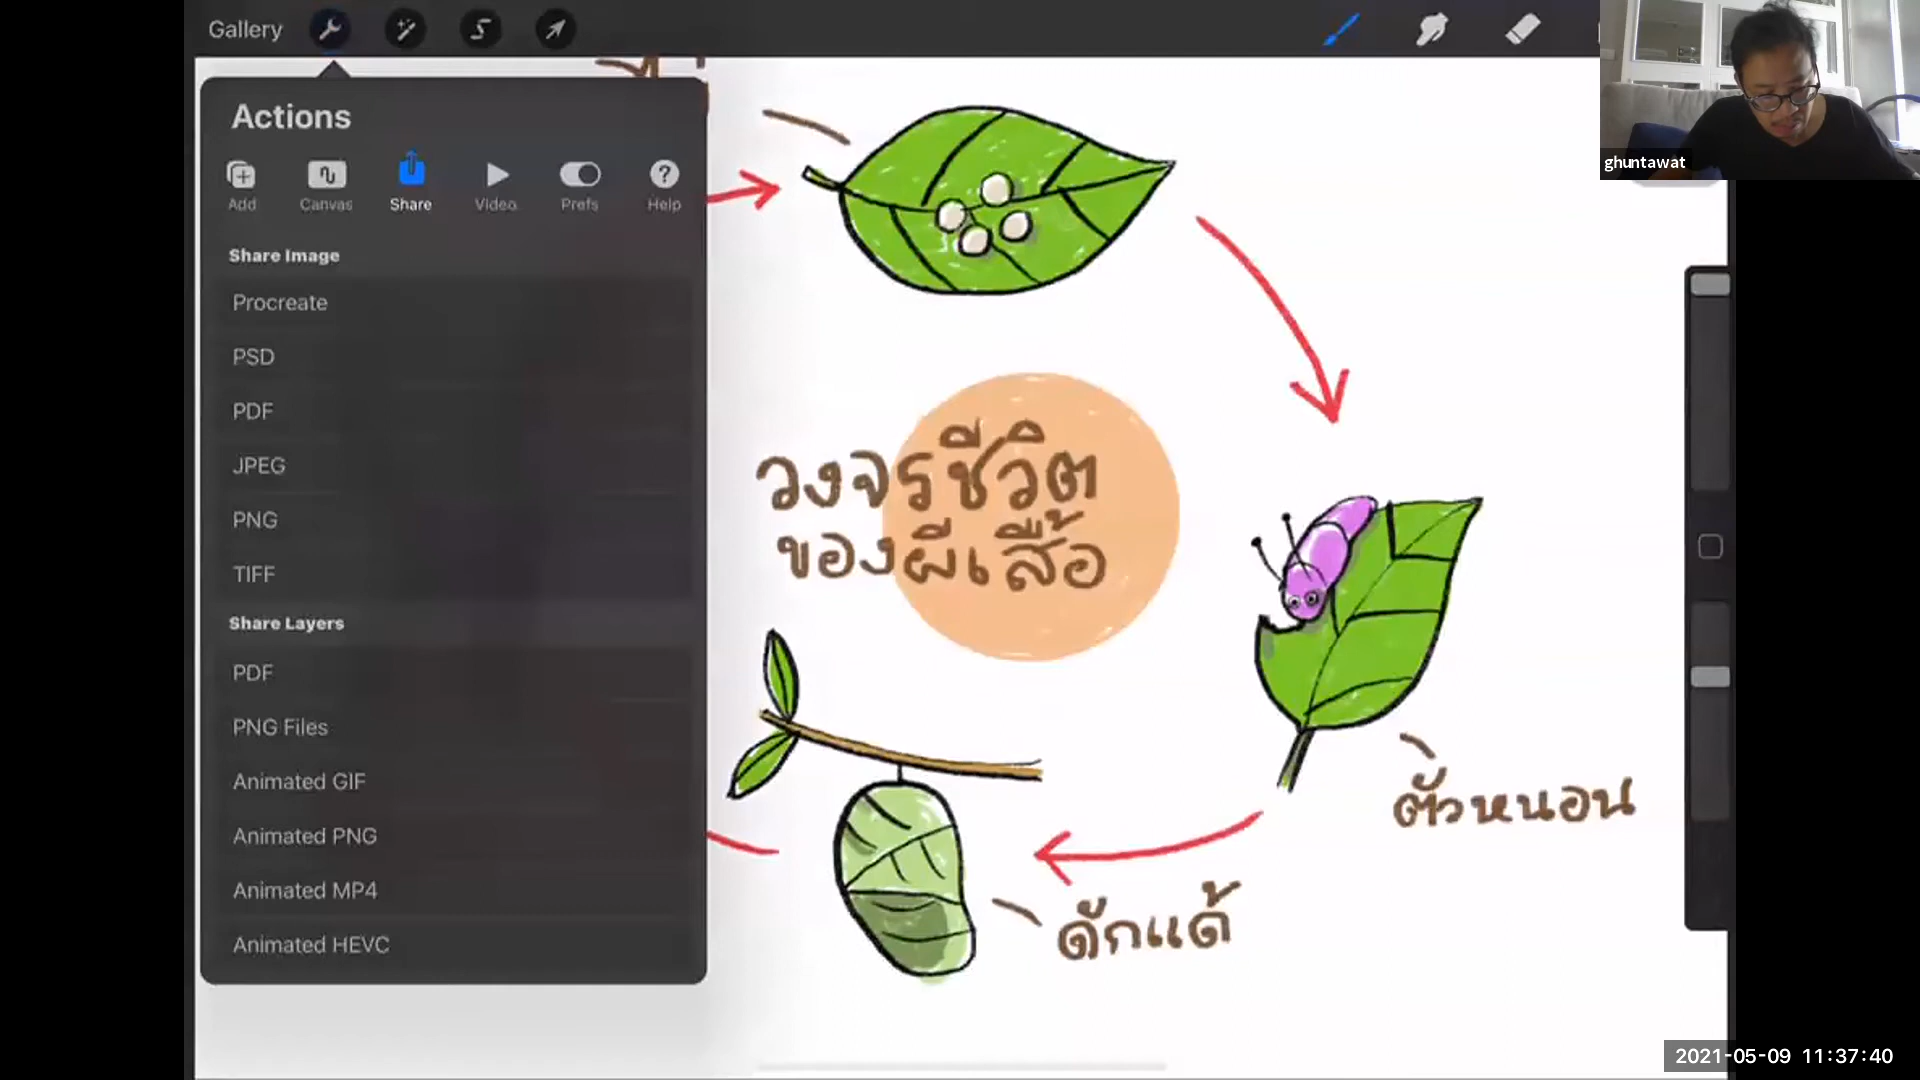 Gallery
Actions
Add
Canvas
Share
Video
Prefs
Help
Share Image
Procreate
PSD
PDF
JPEG
PNG
TIFF
Share Layers
PDF
PNG Files
Animated GIF
Animated PNG
Animated MP4
Animated HEVC
วงจรชีวิต
ของผีเสื้อ
ตัวหนอน
ดักแด้
ghuntawat
2021-05-09 11:37:40